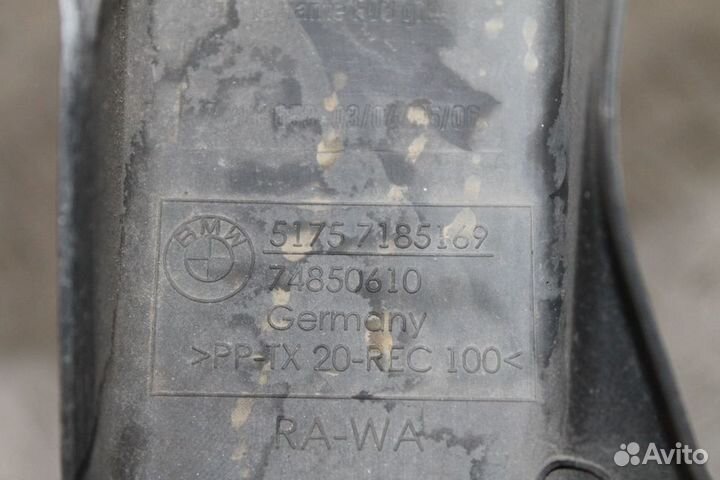 BMW
5175 7185169
74850610
Germany
>PP-TX 20-REC 100<
RA-WA
Avito